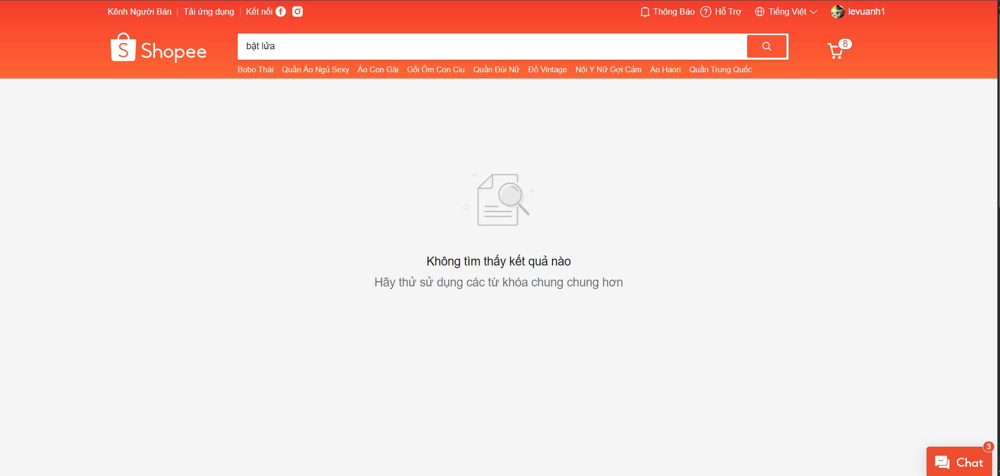 Kênh Người Bán Tải ứng dụng Kết nối Thông Báo Hỗ Trợ Tiếng Việt levuanh1
Shopee bật lửa 8
Bobo Thái Quần Áo Ngủ Sexy Áo Con Gái Gối Ôm Con Ciu Quần Đùi Nữ Đồ Vintage Nội Y Nữ Gợi Cảm Áo Haori Quần Trung Quốc
Không tìm thấy kết quả nào
Hãy thử sử dụng các từ khóa chung chung hơn
3
Chat